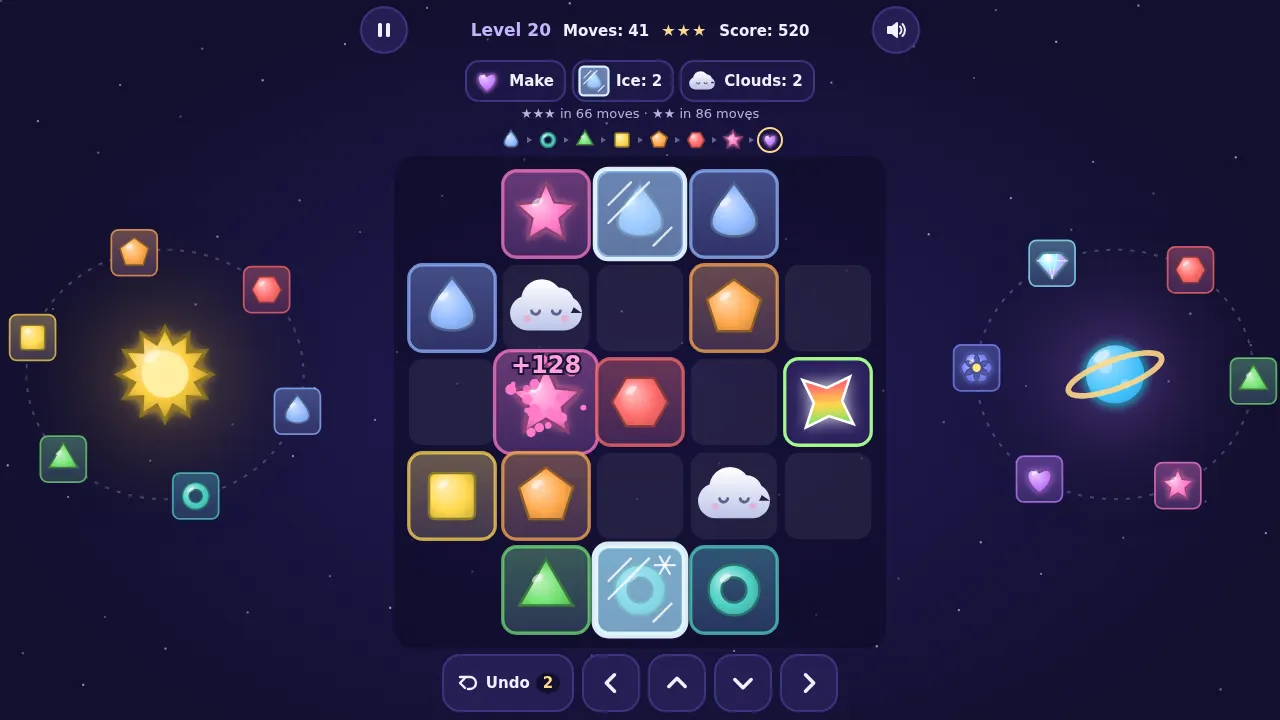 Level 20 Moves: 41 ★★★ Score: 520
Make Ice: 2 Clouds: 2
★★★ in 66 moves · ★★ in 86 moves
+128
Undo 2